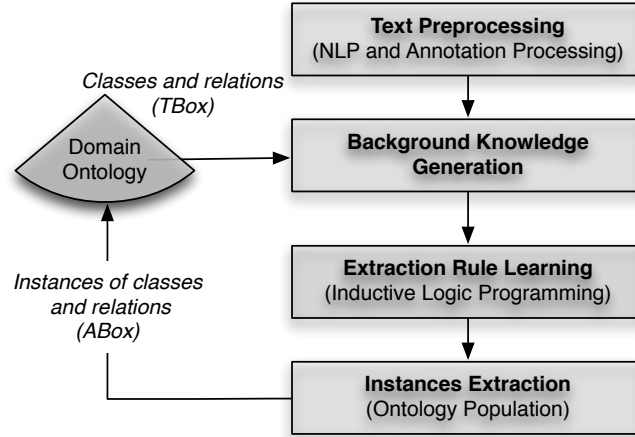 Text Preprocessing
(NLP and Annotation Processing)
Classes and relations
(TBox)
Domain
Ontology
Background Knowledge
Generation
Extraction Rule Learning
(Inductive Logic Programming)
Instances of classes
and relations
(ABox)
Instances Extraction
(Ontology Population)